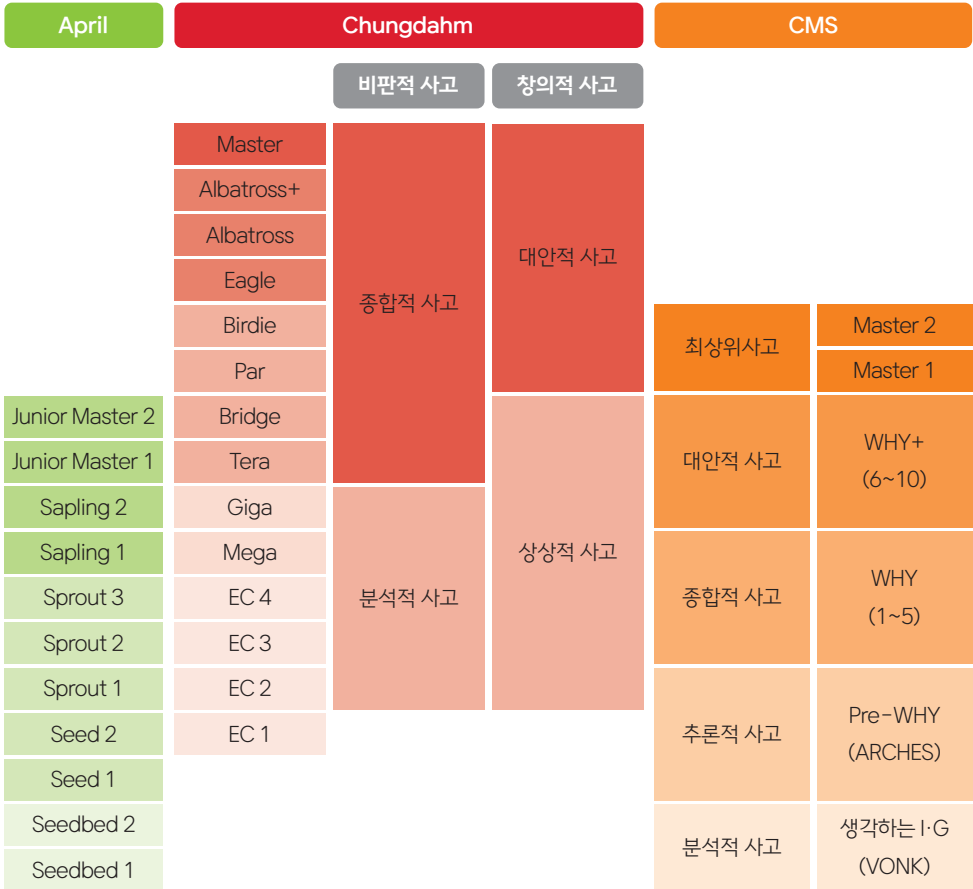 April
Chungdahm
CMS
비판적 사고
창의적 사고
Master
Albatross+
Albatross
Eagle
Birdie
Par
Bridge
Tera
Giga
Mega
EC 4
EC 3
EC 2
EC 1
종합적 사고
분석적 사고
대안적 사고
상상적 사고
Junior Master 2
Junior Master 1
Sapling 2
Sapling 1
Sprout 3
Sprout 2
Sprout 1
Seed 2
Seed 1
Seedbed 2
Seedbed 1
최상위사고
Master 2
Master 1
대안적 사고
WHY+
(6~10)
종합적 사고
WHY
(1~5)
추론적 사고
Pre-WHY
(ARCHES)
분석적 사고
생각하는 I·G
(VONK)